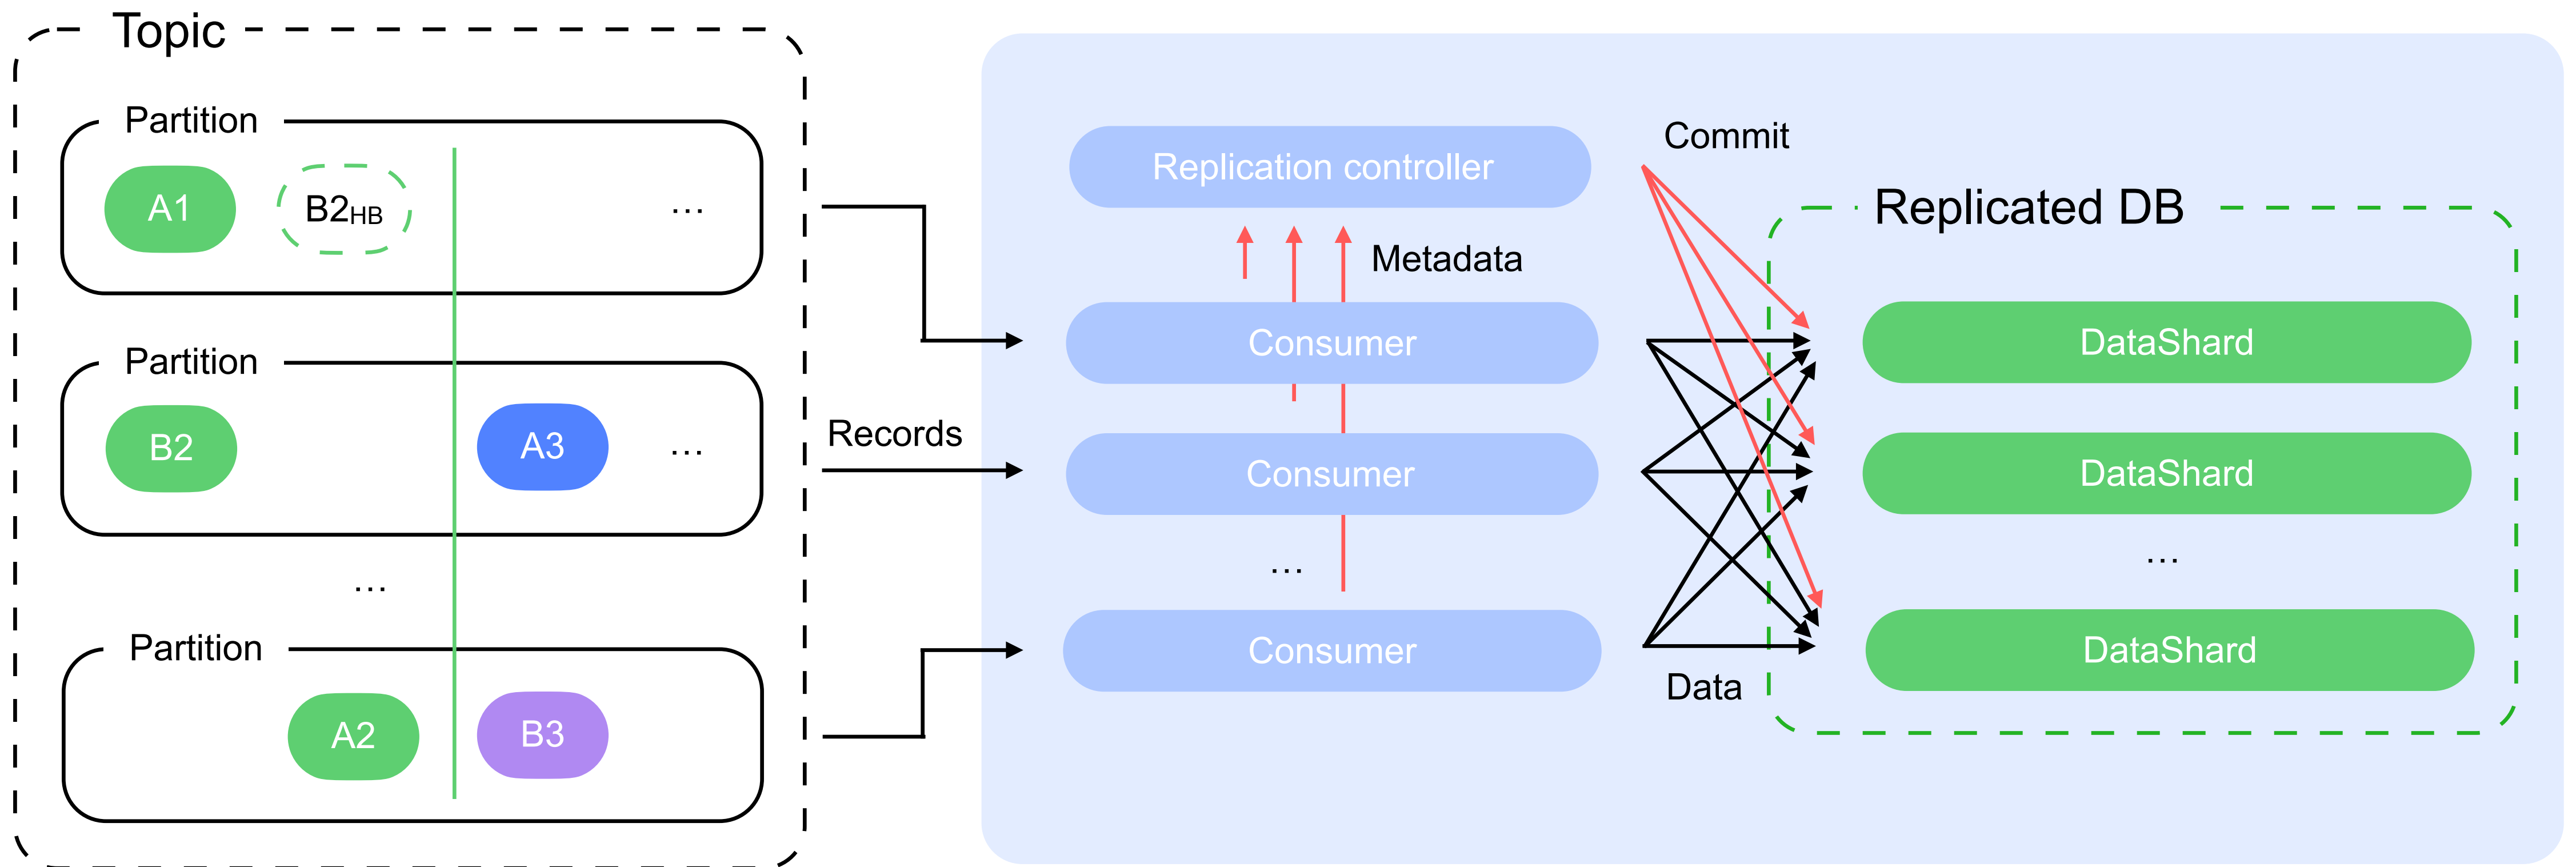 Topic
Partition
A1
B2HB
...
Partition
B2
A3
...
...
Partition
A2
B3
Records
Replication controller
Metadata
Consumer
Consumer
...
Consumer
Commit
Data
Replicated DB
DataShard
DataShard
...
DataShard